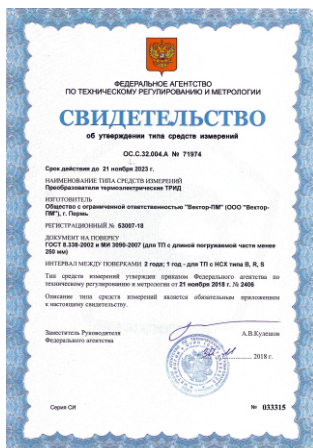 ФЕДЕРАЛЬНОЕ АГЕНТСТВО
ПО ТЕХНИЧЕСКОМУ РЕГУЛИРОВАНИЮ И МЕТРОЛОГИИ
СВИДЕТЕЛЬСТВО
об утверждении типа средств измерений
ОС.С.32.004.А № 71974
Срок действия до 21 ноября 2023 г.
НАИМЕНОВАНИЕ ТИПА СРЕДСТВ ИЗМЕРЕНИЙ
Преобразователи термоэлектрические ТРИД
ИЗГОТОВИТЕЛЬ
Общество с ограниченной ответственностью "Вектор-ПМ" (ООО "Вектор-
ПМ"), г. Пермь
РЕГИСТРАЦИОННЫЙ № 53007-18
ДОКУМЕНТ НА ПОВЕРКУ
ГОСТ 8.338-2002 и МИ 3090-2007 (для ТП с длиной погружаемой части менее
250 мм)
ИНТЕРВАЛ МЕЖДУ ПОВЕРКАМИ 2 года; 1 год - для ТП с НСХ типа B, R, S
Тип средств измерений утвержден приказом Федерального агентства по
техническому регулированию и метрологии от 21 ноября 2018 г. № 2406
Описание типа средств измерений является обязательным приложением
к настоящему свидетельству.
Заместитель Руководителя
Федерального агентства
А.В.Кулешов
2018 г.
Серия СИ
№ 033315